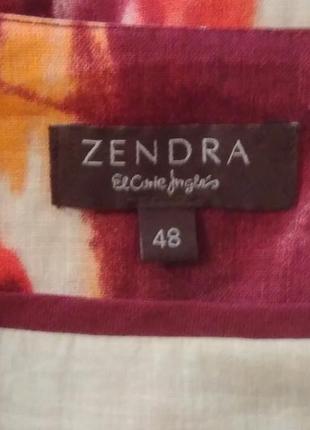 ZENDRA
El Corte Inglés
48